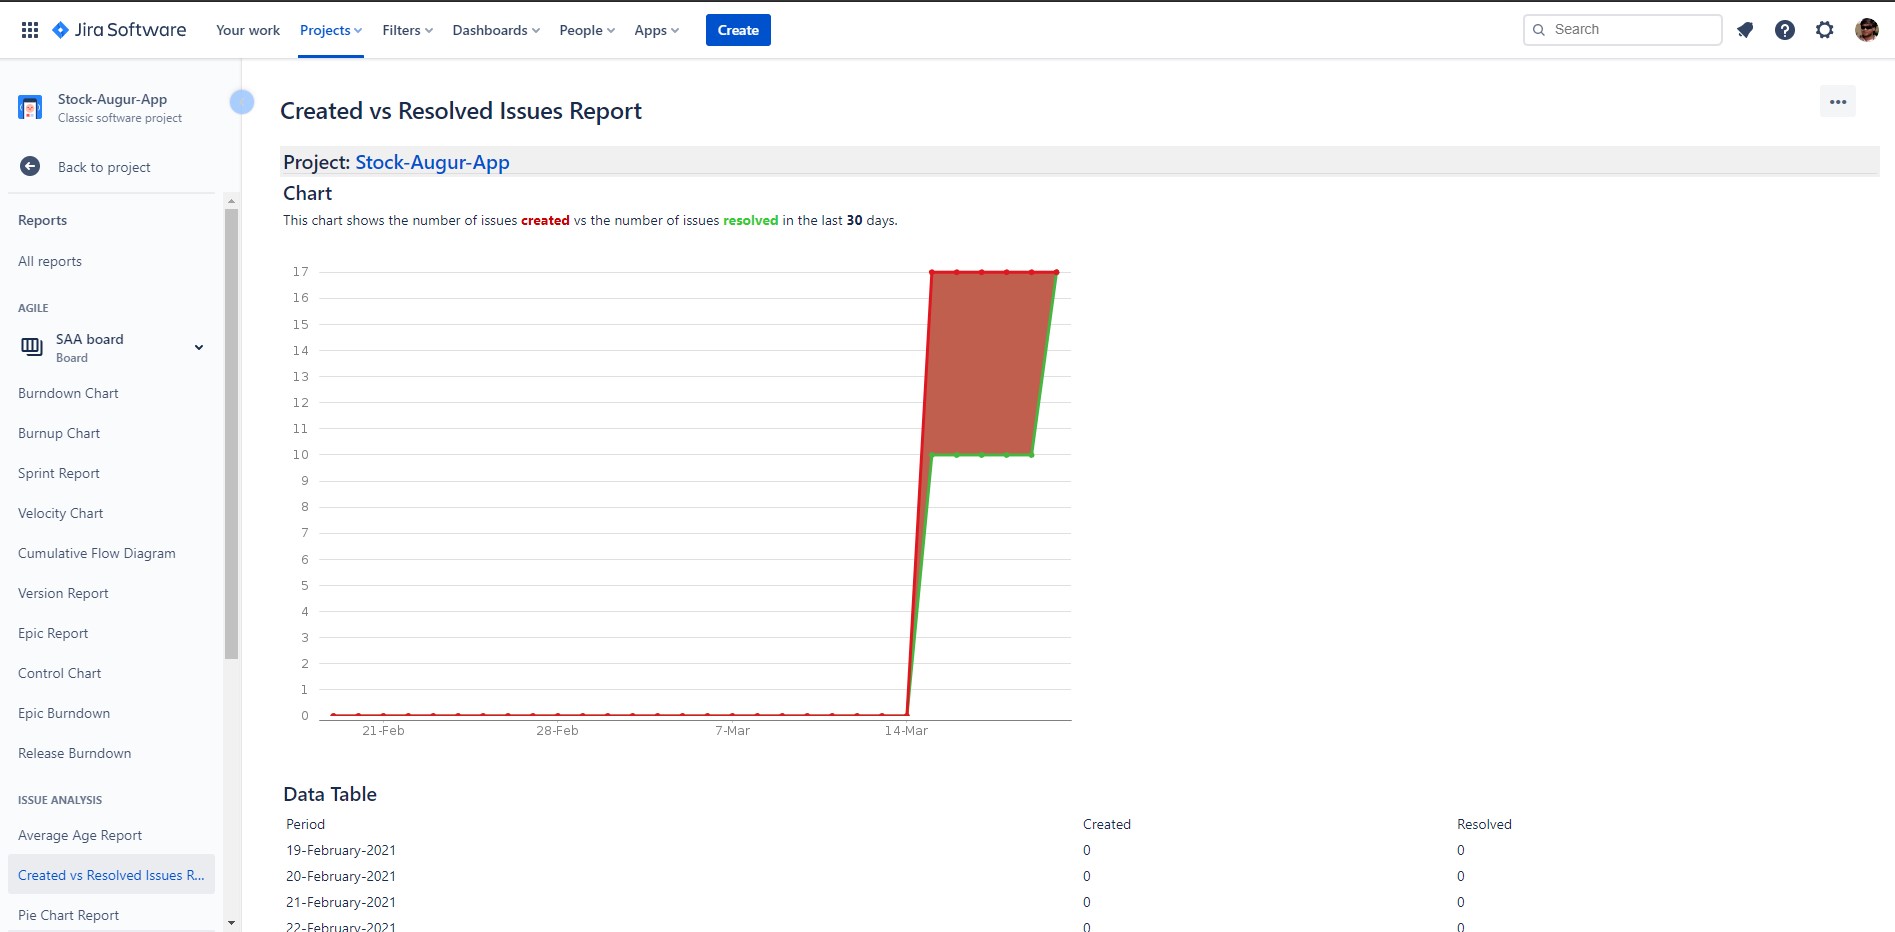 Jira Software
Your work
Projects
Filters
Dashboards
People
Apps
Create
Search
Stock-Augur-App
Classic software project
Back to project
Reports
All reports
AGILE
SAA board
Board
Burndown Chart
Burnup Chart
Sprint Report
Velocity Chart
Cumulative Flow Diagram
Version Report
Epic Report
Control Chart
Epic Burndown
Release Burndown
ISSUE ANALYSIS
Average Age Report
Created vs Resolved Issues R...
Pie Chart Report
Created vs Resolved Issues Report
Project: Stock-Augur-App
Chart
This chart shows the number of issues created vs the number of issues resolved in the last 30 days.
17
16
15
14
13
12
11
10
9
8
7
6
5
4
3
2
1
0
21-Feb 28-Feb 7-Mar 14-Mar
Data Table
Period Created Resolved
19-February-2021 0 0
20-February-2021 0 0
21-February-2021 0 0
22-February-2021 0 0